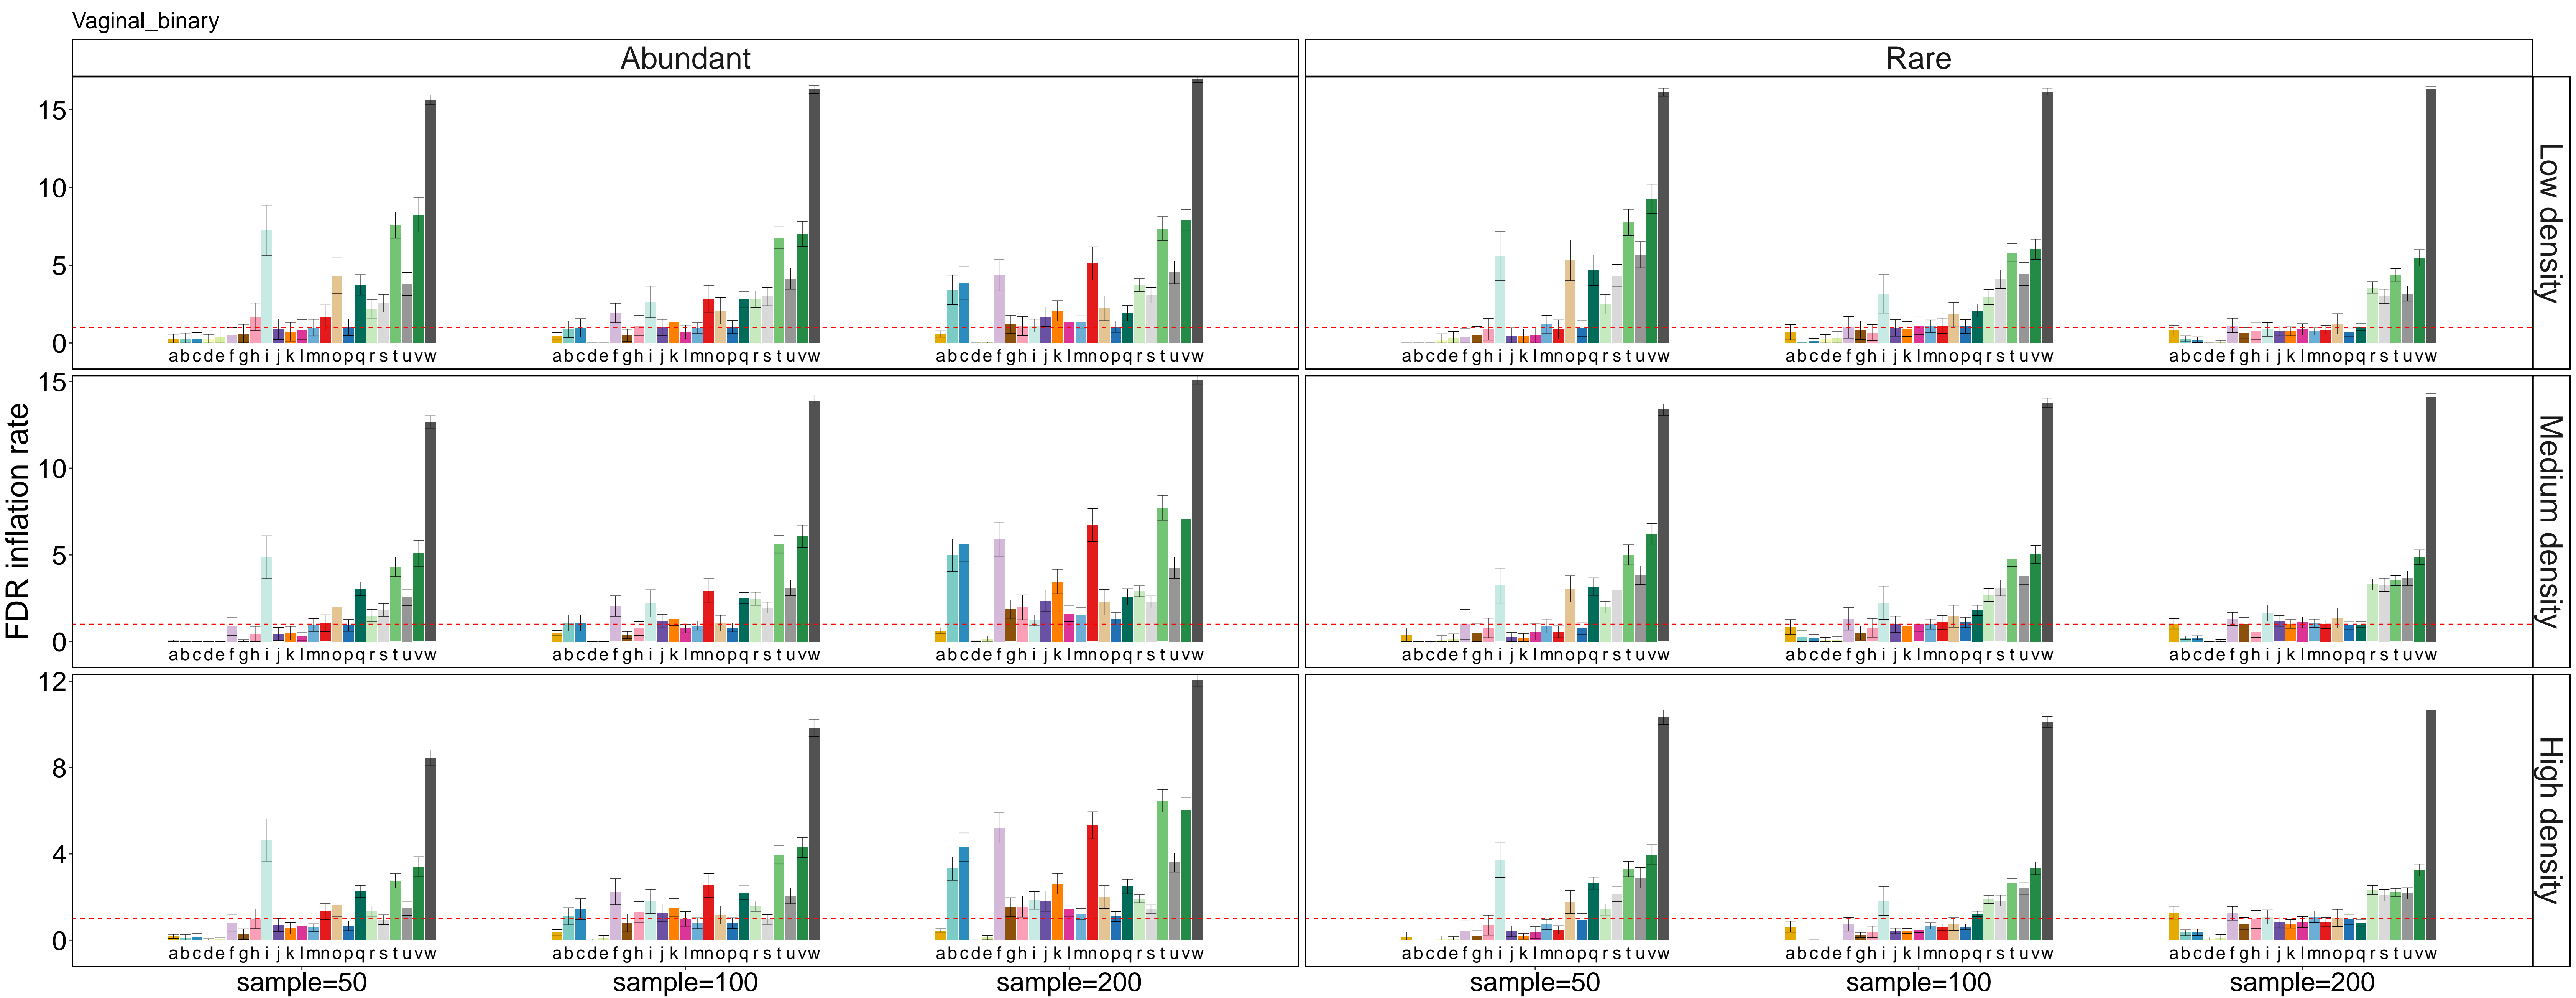 Vaginal_binary
Abundant
Rare
FDR inflation rate
15
10
5
0
a b c d e f g h i j k l m n o p q r s t u v w
a b c d e f g h i j k l m n o p q r s t u v w
a b c d e f g h i j k l m n o p q r s t u v w
a b c d e f g h i j k l m n o p q r s t u v w
a b c d e f g h i j k l m n o p q r s t u v w
a b c d e f g h i j k l m n o p q r s t u v w
Low density
15
10
5
0
a b c d e f g h i j k l m n o p q r s t u v w
a b c d e f g h i j k l m n o p q r s t u v w
a b c d e f g h i j k l m n o p q r s t u v w
a b c d e f g h i j k l m n o p q r s t u v w
a b c d e f g h i j k l m n o p q r s t u v w
a b c d e f g h i j k l m n o p q r s t u v w
Medium density
12
8
4
0
a b c d e f g h i j k l m n o p q r s t u v w
a b c d e f g h i j k l m n o p q r s t u v w
a b c d e f g h i j k l m n o p q r s t u v w
a b c d e f g h i j k l m n o p q r s t u v w
a b c d e f g h i j k l m n o p q r s t u v w
a b c d e f g h i j k l m n o p q r s t u v w
High density
sample=50
sample=100
sample=200
sample=50
sample=100
sample=200